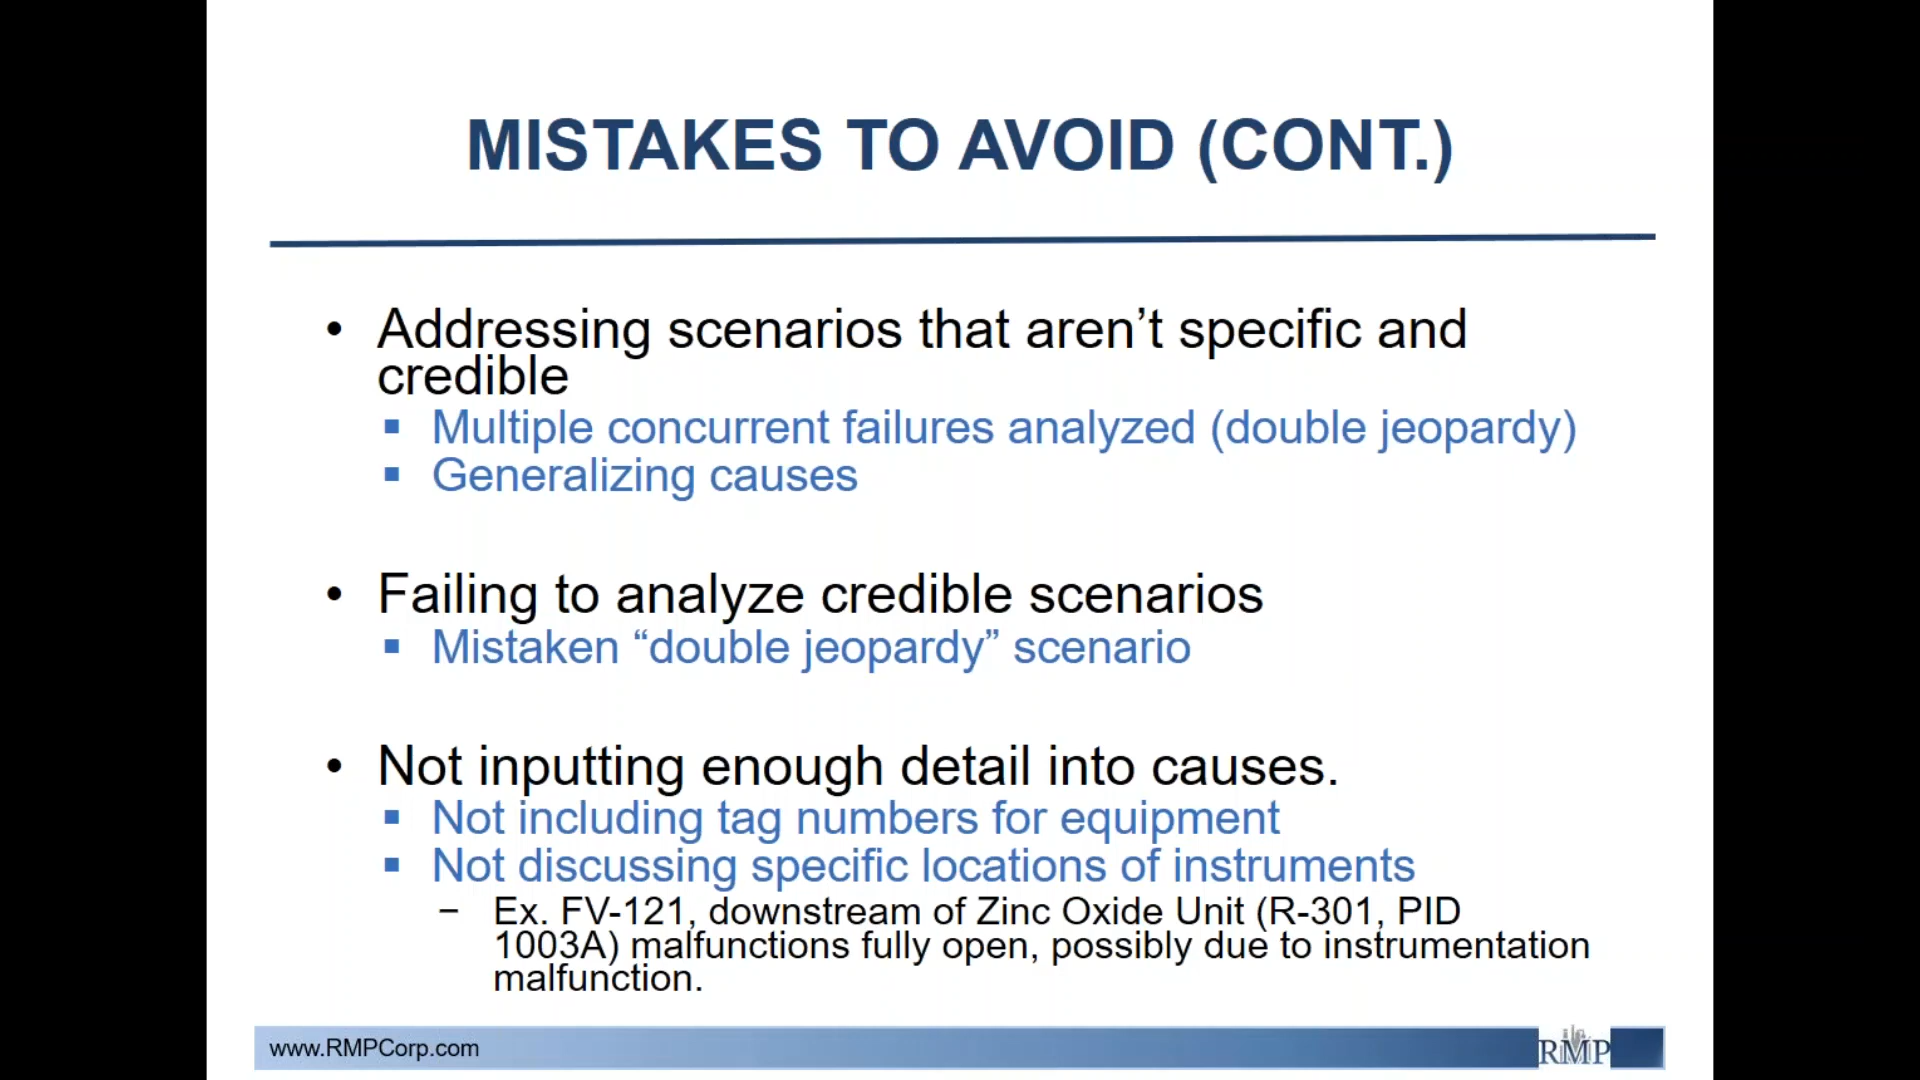 MISTAKES TO AVOID (CONT.)
• Addressing scenarios that aren’t specific and
credible
▪ Multiple concurrent failures analyzed (double jeopardy)
▪ Generalizing causes
• Failing to analyze credible scenarios
▪ Mistaken “double jeopardy” scenario
• Not inputting enough detail into causes.
▪ Not including tag numbers for equipment
▪ Not discussing specific locations of instruments
− Ex. FV-121, downstream of Zinc Oxide Unit (R-301, PID
1003A) malfunctions fully open, possibly due to instrumentation
malfunction.
www.RMPCorp.com
RMP